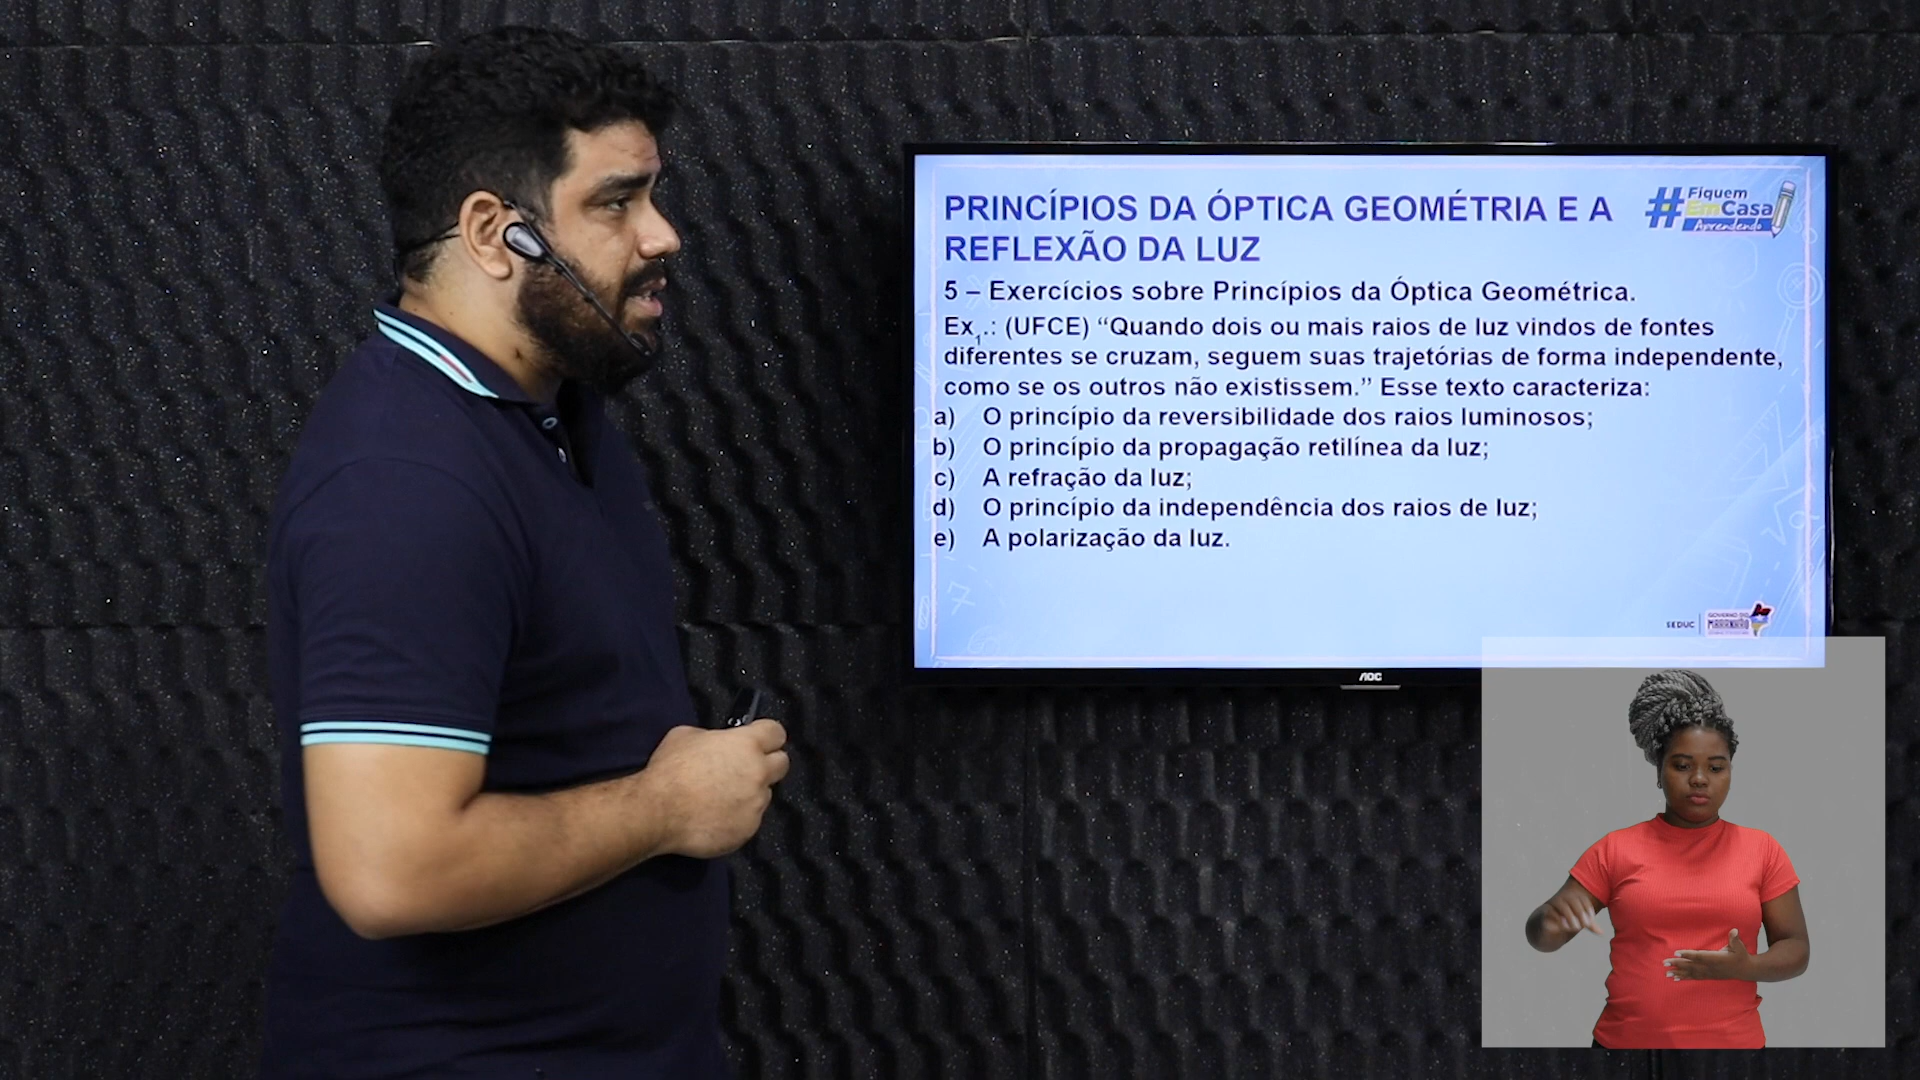 PRINCÍPIOS DA ÓPTICA GEOMÉTRIA E A
REFLEXÃO DA LUZ
#Fiquem
EmCasa
Aprendendo
5 – Exercícios sobre Princípios da Óptica Geométrica.
Ex₁.: (UFCE) “Quando dois ou mais raios de luz vindos de fontes
diferentes se cruzam, seguem suas trajetórias de forma independente,
como se os outros não existissem.” Esse texto caracteriza:
a) O princípio da reversibilidade dos raios luminosos;
b) O princípio da propagação retilínea da luz;
c) A refração da luz;
d) O princípio da independência dos raios de luz;
e) A polarização da luz.
SEDUC
GOVERNO DO
MARANHÃO
AOC